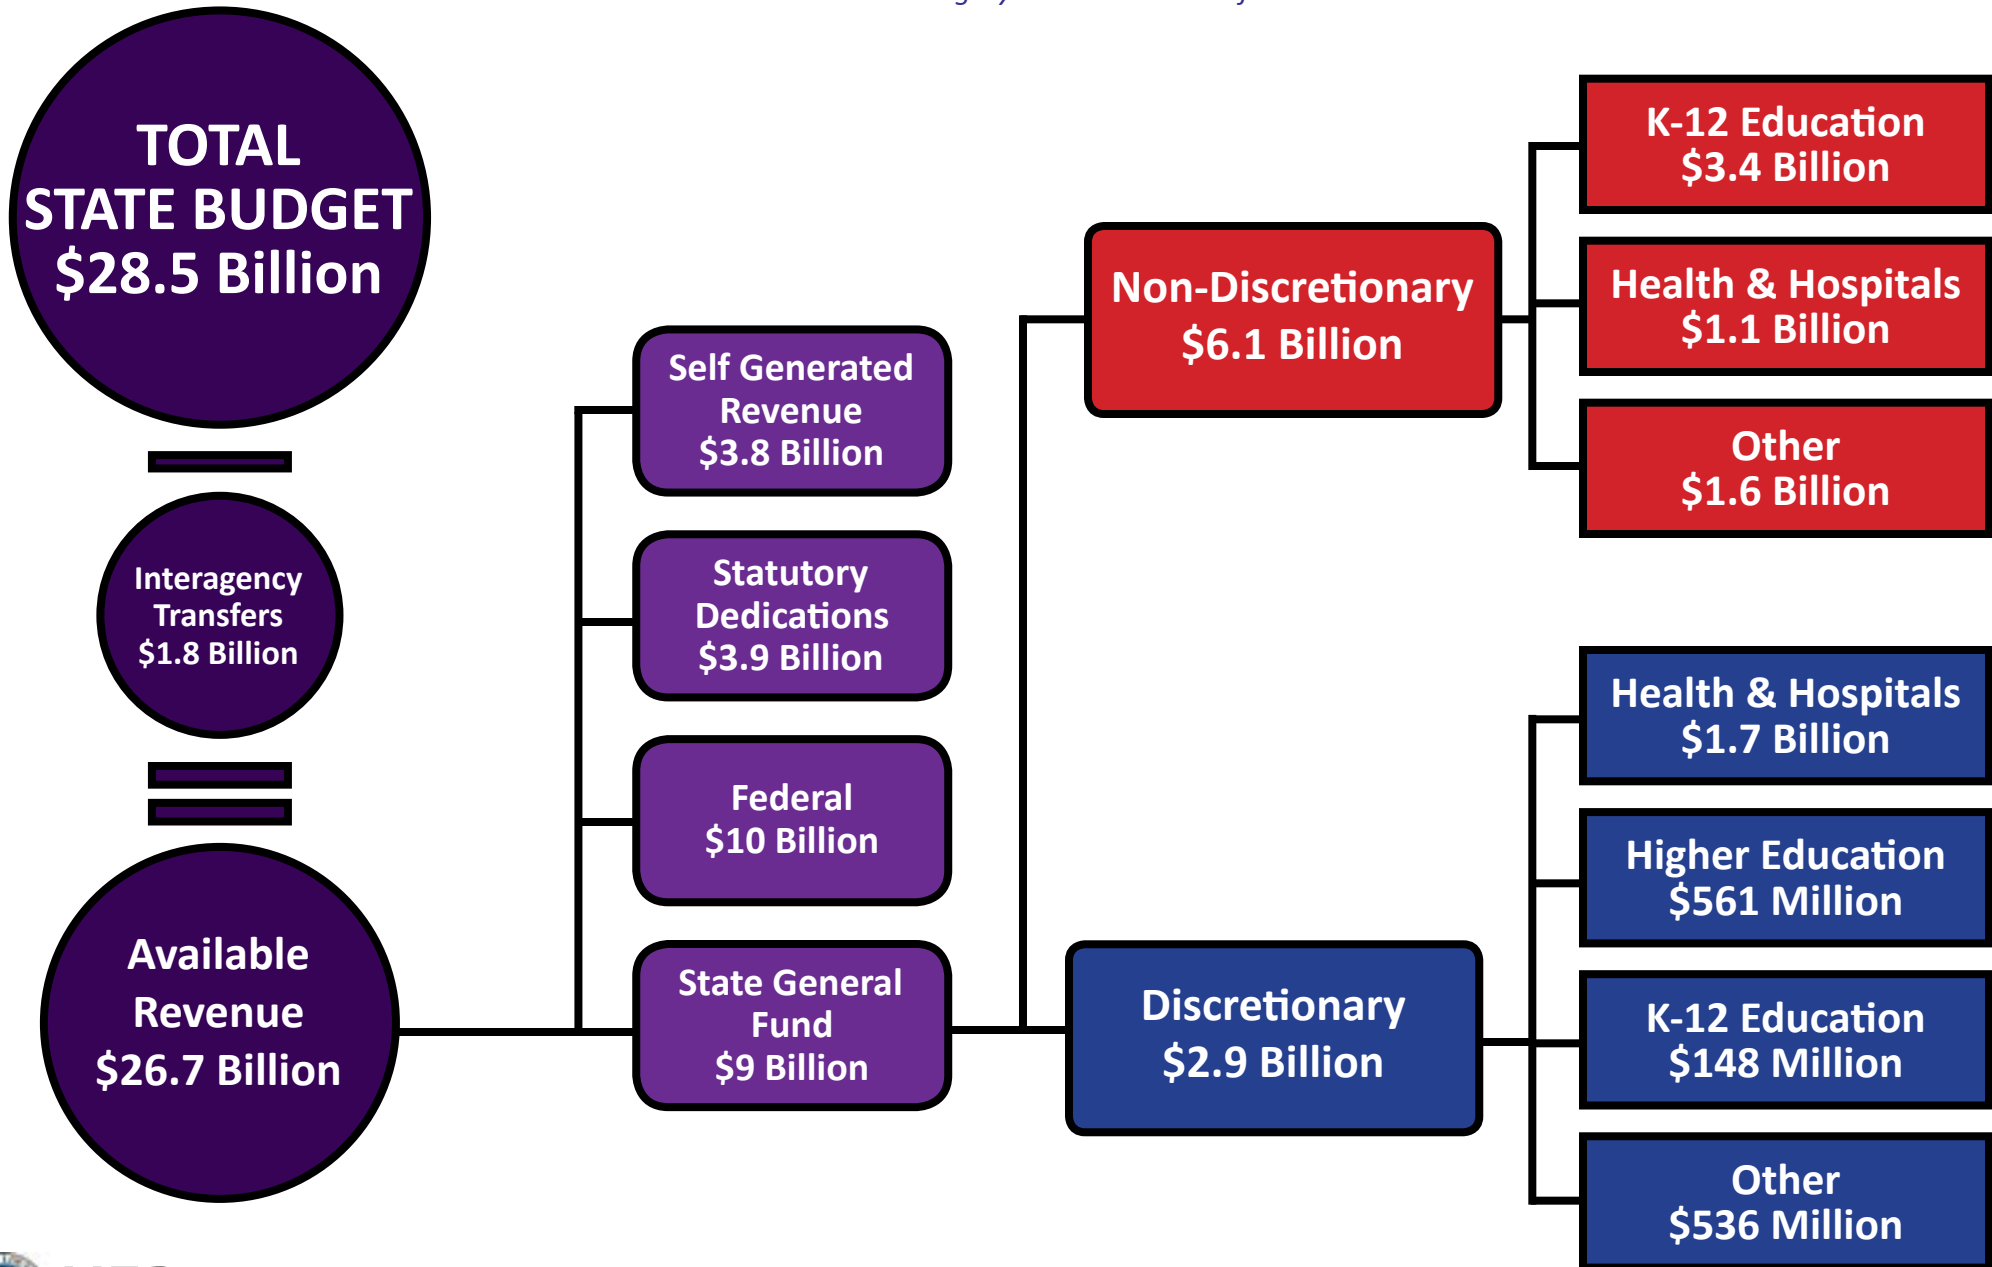 TOTAL
STATE BUDGET
$28.5 Billion
Interagency
Transfers
$1.8 Billion
Available
Revenue
$26.7 Billion
Self Generated
Revenue
$3.8 Billion
Statutory
Dedications
$3.9 Billion
Federal
$10 Billion
State General
Fund
$9 Billion
Non-Discretionary
$6.1 Billion
Discretionary
$2.9 Billion
K-12 Education
$3.4 Billion
Health & Hospitals
$1.1 Billion
Other
$1.6 Billion
Health & Hospitals
$1.7 Billion
Higher Education
$561 Million
K-12 Education
$148 Million
Other
$536 Million